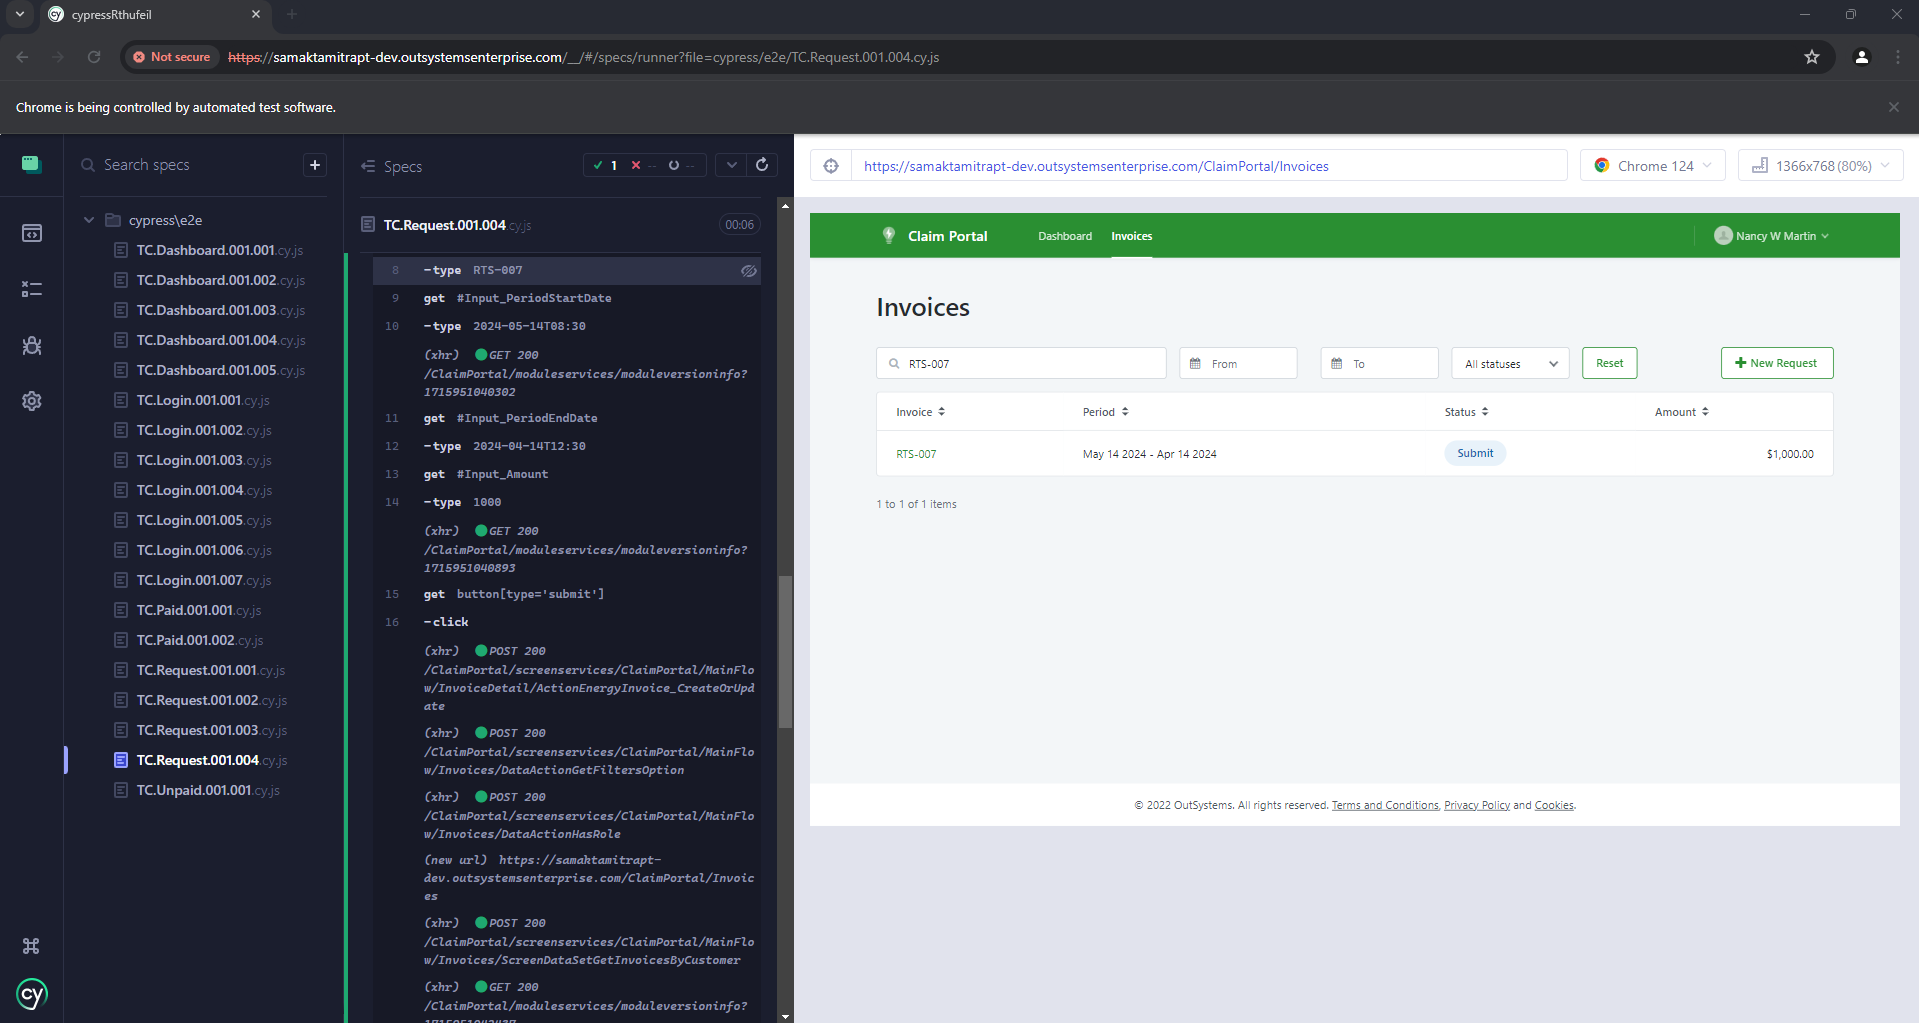 cypressRthufeil
Not secure https://samaktamitrapt-dev.outsystemsenterprise.com/__/#/specs/runner?file=cypress/e2e/TC.Request.001.004.cy.js
Chrome is being controlled by automated test software.
Search specs
+
cypress\e2e
TC.Dashboard.001.001.cy.js
TC.Dashboard.001.002.cy.js
TC.Dashboard.001.003.cy.js
TC.Dashboard.001.004.cy.js
TC.Dashboard.001.005.cy.js
TC.Login.001.001.cy.js
TC.Login.001.002.cy.js
TC.Login.001.003.cy.js
TC.Login.001.004.cy.js
TC.Login.001.005.cy.js
TC.Login.001.006.cy.js
TC.Login.001.007.cy.js
TC.Paid.001.001.cy.js
TC.Paid.001.002.cy.js
TC.Request.001.001.cy.js
TC.Request.001.002.cy.js
TC.Request.001.003.cy.js
TC.Request.001.004.cy.js
TC.Unpaid.001.001.cy.js
cy
Specs
1 -- --
TC.Request.001.004.cy.js 00:06
8 -type RTS-007
9 get #Input_PeriodStartDate
10 -type 2024-05-14T08:30
(xhr) GET 200
/ClaimPortal/moduleservices/moduleversioninfo?
1715951040302
11 get #Input_PeriodEndDate
12 -type 2024-04-14T12:30
13 get #Input_Amount
14 -type 1000
(xhr) GET 200
/ClaimPortal/moduleservices/moduleversioninfo?
1715951040893
15 get button[type='submit']
16 -click
(xhr) POST 200
/ClaimPortal/screenservices/ClaimPortal/MainFlo
w/InvoiceDetail/ActionEnergyInvoice_CreateOrUpd
ate
(xhr) POST 200
/ClaimPortal/screenservices/ClaimPortal/MainFlo
w/Invoices/DataActionGetFiltersOption
(xhr) POST 200
/ClaimPortal/screenservices/ClaimPortal/MainFlo
w/Invoices/DataActionHasRole
(new url) https://samaktamitrapt-
dev.outsystemsenterprise.com/ClaimPortal/Invoic
es
(xhr) POST 200
/ClaimPortal/screenservices/ClaimPortal/MainFlo
w/Invoices/ScreenDataSetGetInvoicesByCustomer
(xhr) GET 200
/ClaimPortal/moduleservices/moduleversioninfo?
https://samaktamitrapt-dev.outsystemsenterprise.com/ClaimPortal/Invoices
Chrome 124
1366x768 (80%)
Claim Portal Dashboard Invoices Nancy W Martin
Invoices
RTS-007 From To All statuses Reset + New Request
Invoice Period Status Amount
RTS-007 May 14 2024 - Apr 14 2024 Submit $1,000.00
1 to 1 of 1 items
© 2022 OutSystems. All rights reserved. Terms and Conditions, Privacy Policy and Cookies.